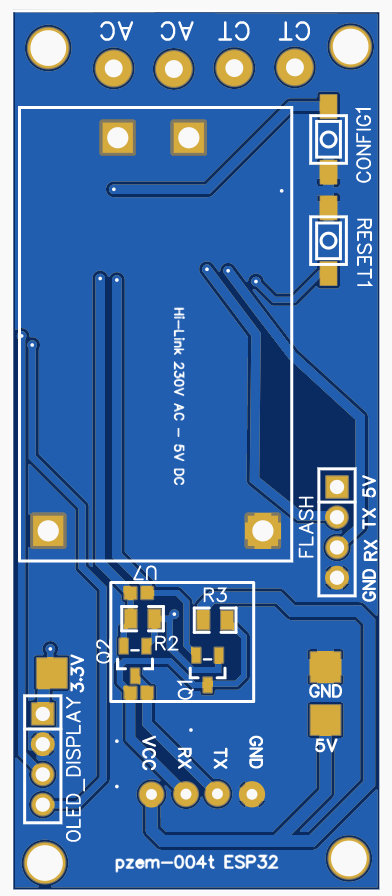 AC AC CT CT
CONFIG1
RESET1
Hi-Link 230V AC - 5V DC
FLASH
GND RX TX 5V
U7
R3
Q2
R2
Q1
3.3V
GND
5V
OLED_DISPLAY
VCC RX TX GND
pzem-004t ESP32